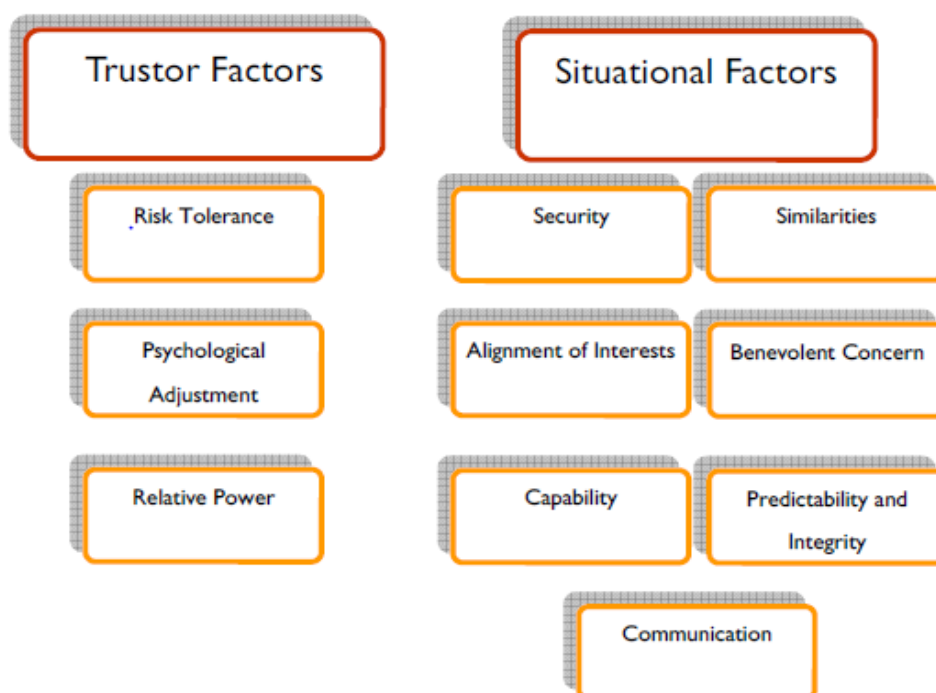 Trustor Factors
Situational Factors
Risk Tolerance
Security
Similarities
Psychological
Adjustment
Alignment of Interests
Benevolent Concern
Relative Power
Capability
Predictability and
Integrity
Communication